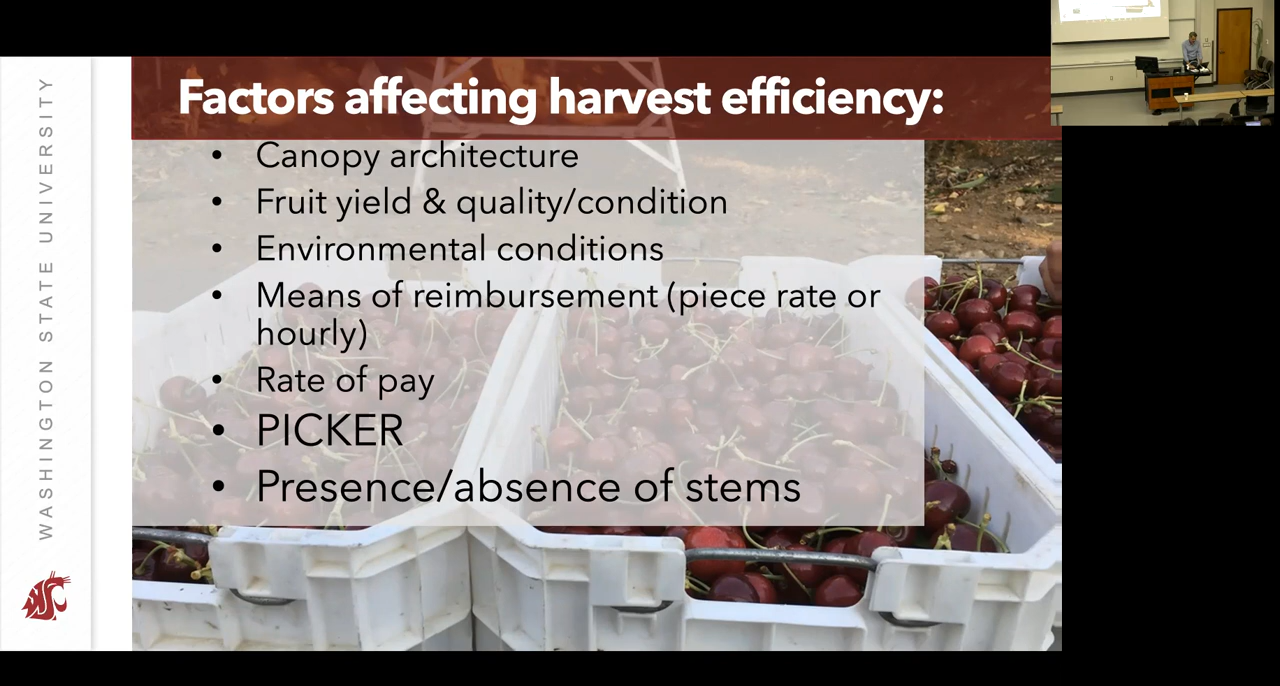 Factors affecting harvest efficiency:
• Canopy architecture
• Fruit yield & quality/condition
• Environmental conditions
• Means of reimbursement (piece rate or
hourly)
• Rate of pay
• PICKER
• Presence/absence of stems
WASHINGTON STATE UNIVERSITY